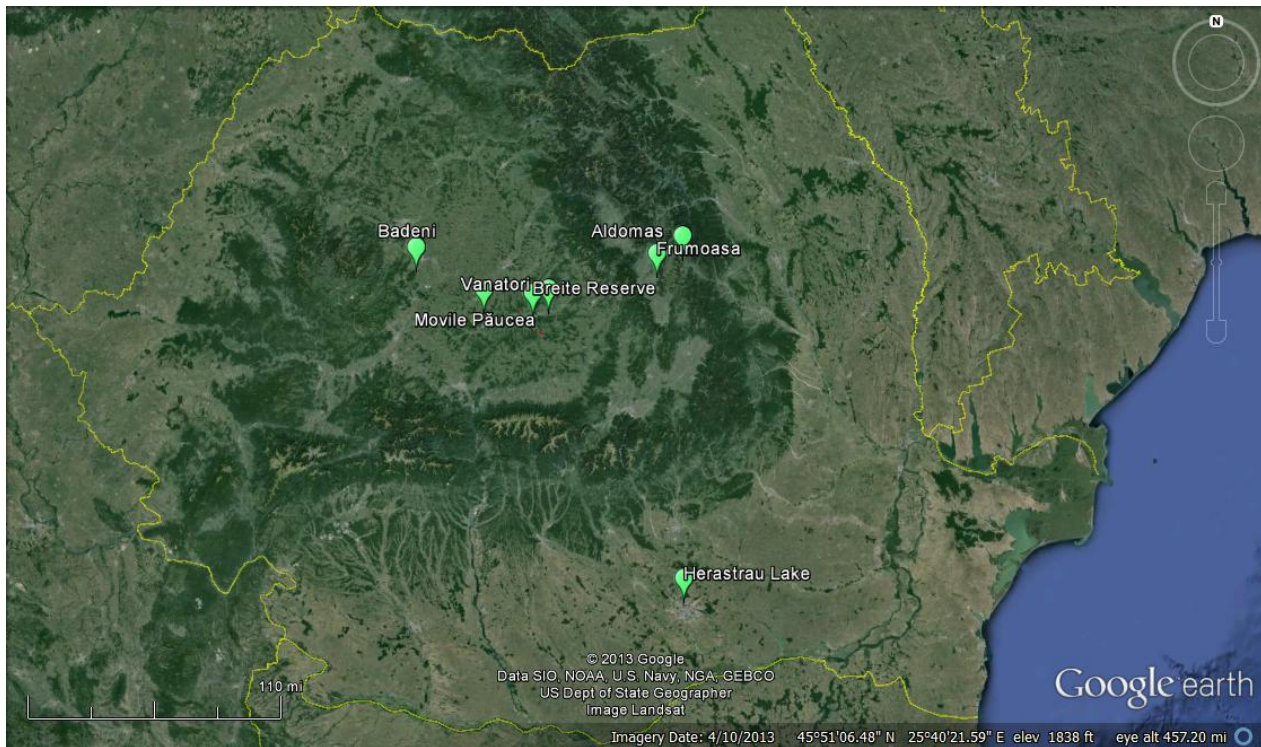 N
Badeni
Aldomas
Frumoasa
Vanatori
Breite Reserve
Movile Păucea
Herastrau Lake
110 mi
© 2013 Google
Data SIO, NOAA, U.S. Navy, NGA, GEBCO
US Dept of State Geographer
Image Landsat
Google earth
Imagery Date: 4/10/2013 45°51'06.48" N 25°40'21.59" E elev 1838 ft eye alt 457.20 mi